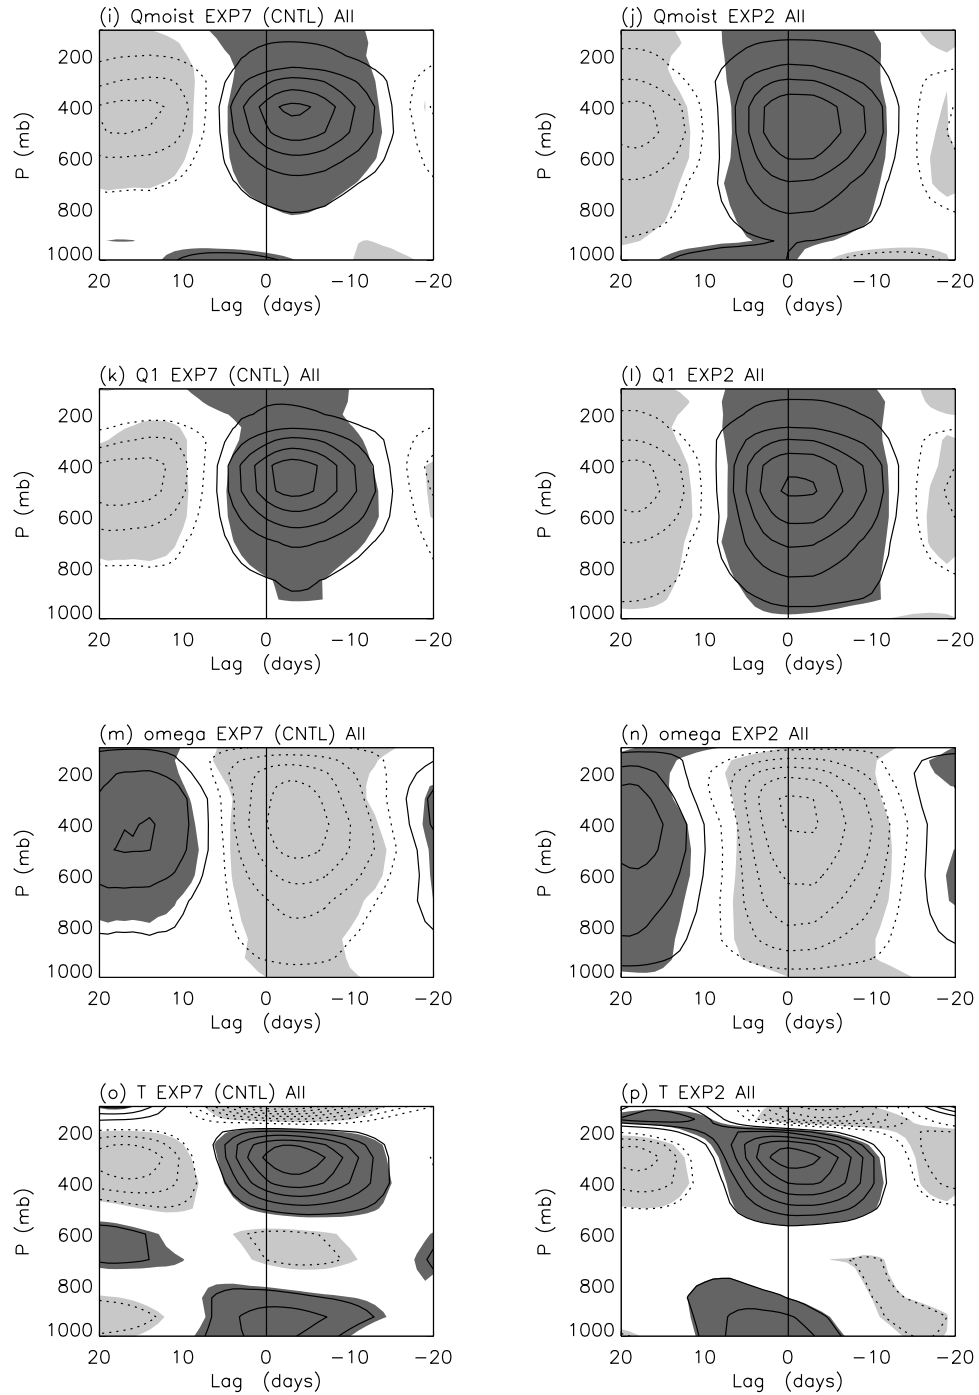 (i) Qmoist EXP7 (CNTL) All
(j) Qmoist EXP2 All
P (mb)
200
400
600
800
1000
20 10 0 −10 −20
Lag (days)
P (mb)
200
400
600
800
1000
20 10 0 −10 −20
Lag (days)
(k) Q1 EXP7 (CNTL) All
(l) Q1 EXP2 All
P (mb)
200
400
600
800
1000
20 10 0 −10 −20
Lag (days)
P (mb)
200
400
600
800
1000
20 10 0 −10 −20
Lag (days)
(m) omega EXP7 (CNTL) All
(n) omega EXP2 All
P (mb)
200
400
600
800
1000
20 10 0 −10 −20
Lag (days)
P (mb)
200
400
600
800
1000
20 10 0 −10 −20
Lag (days)
(o) T EXP7 (CNTL) All
(p) T EXP2 All
P (mb)
200
400
600
800
1000
20 10 0 −10 −20
Lag (days)
P (mb)
200
400
600
800
1000
20 10 0 −10 −20
Lag (days)